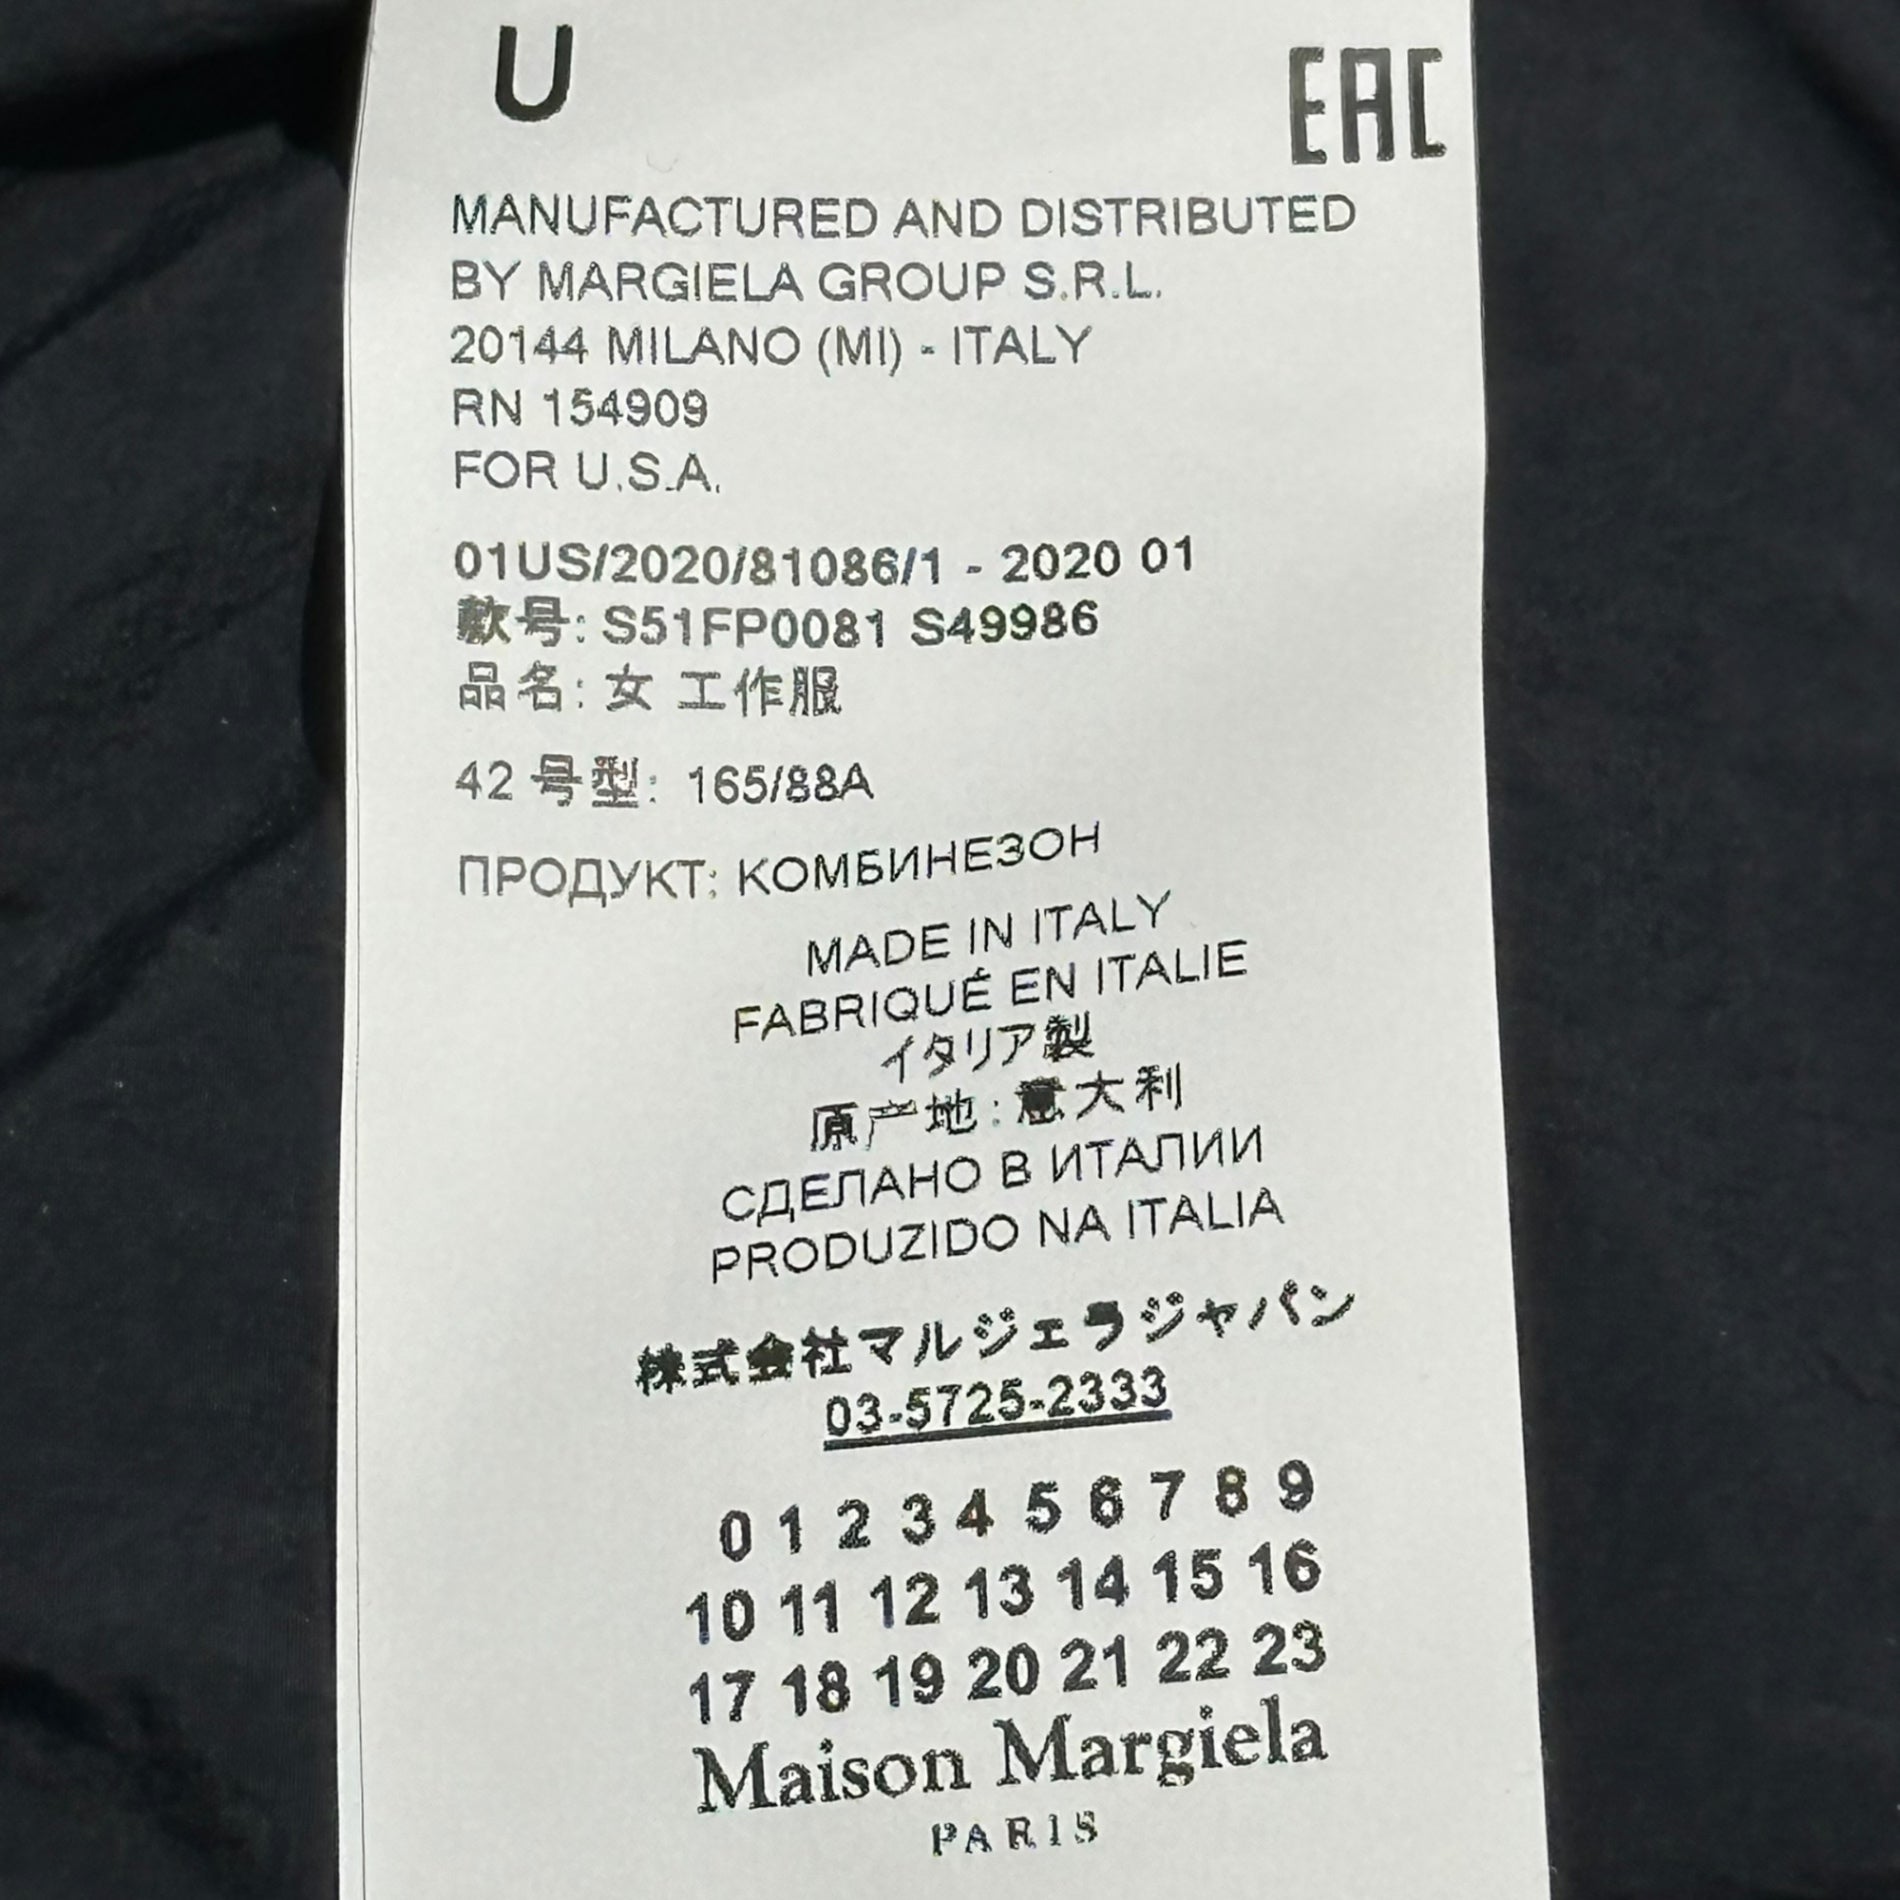 U
EAC
MANUFACTURED AND DISTRIBUTED
BY MARGIELA GROUP S.R.L.
20144 MILANO (MI) - ITALY
RN 154909
FOR U.S.A.
01US/2020/81086/1 - 2020 01
款号: S51FP0081 S49986
品名: 女 工作服
42 号型: 165/88A
ПРОДУКТ: КОМБИНЕЗОН
MADE IN ITALY
FABRIQUÉ EN ITALIE
イタリア製
原产地: 意大利
СДЕЛАНО В ИТАЛИИ
PRODUZIDO NA ITALIA
株式会社マルジェラジャパン
03-5725-2333
0 1 2 3 4 5 6 7 8 9
10 11 12 13 14 15 16
17 18 19 20 21 22 23
Maison Margiela
PARIS